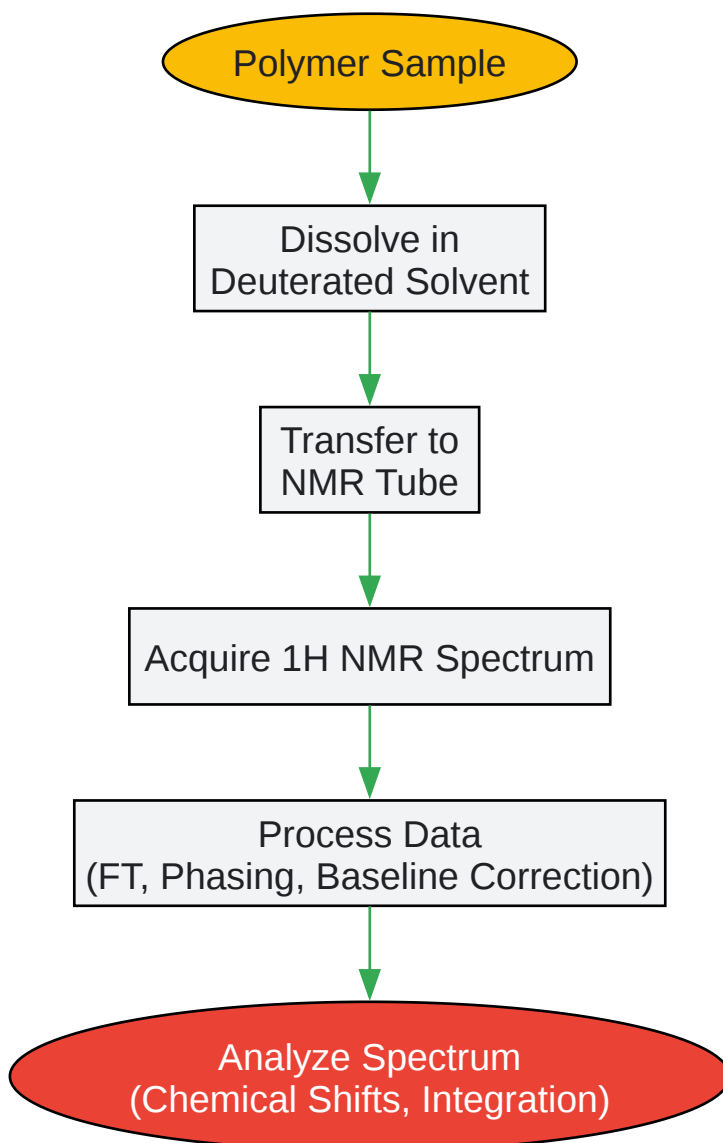 Polymer Sample
Dissolve in
Deuterated Solvent
Transfer to
NMR Tube
Acquire 1H NMR Spectrum
Process Data
(FT, Phasing, Baseline Correction)
Analyze Spectrum
(Chemical Shifts, Integration)